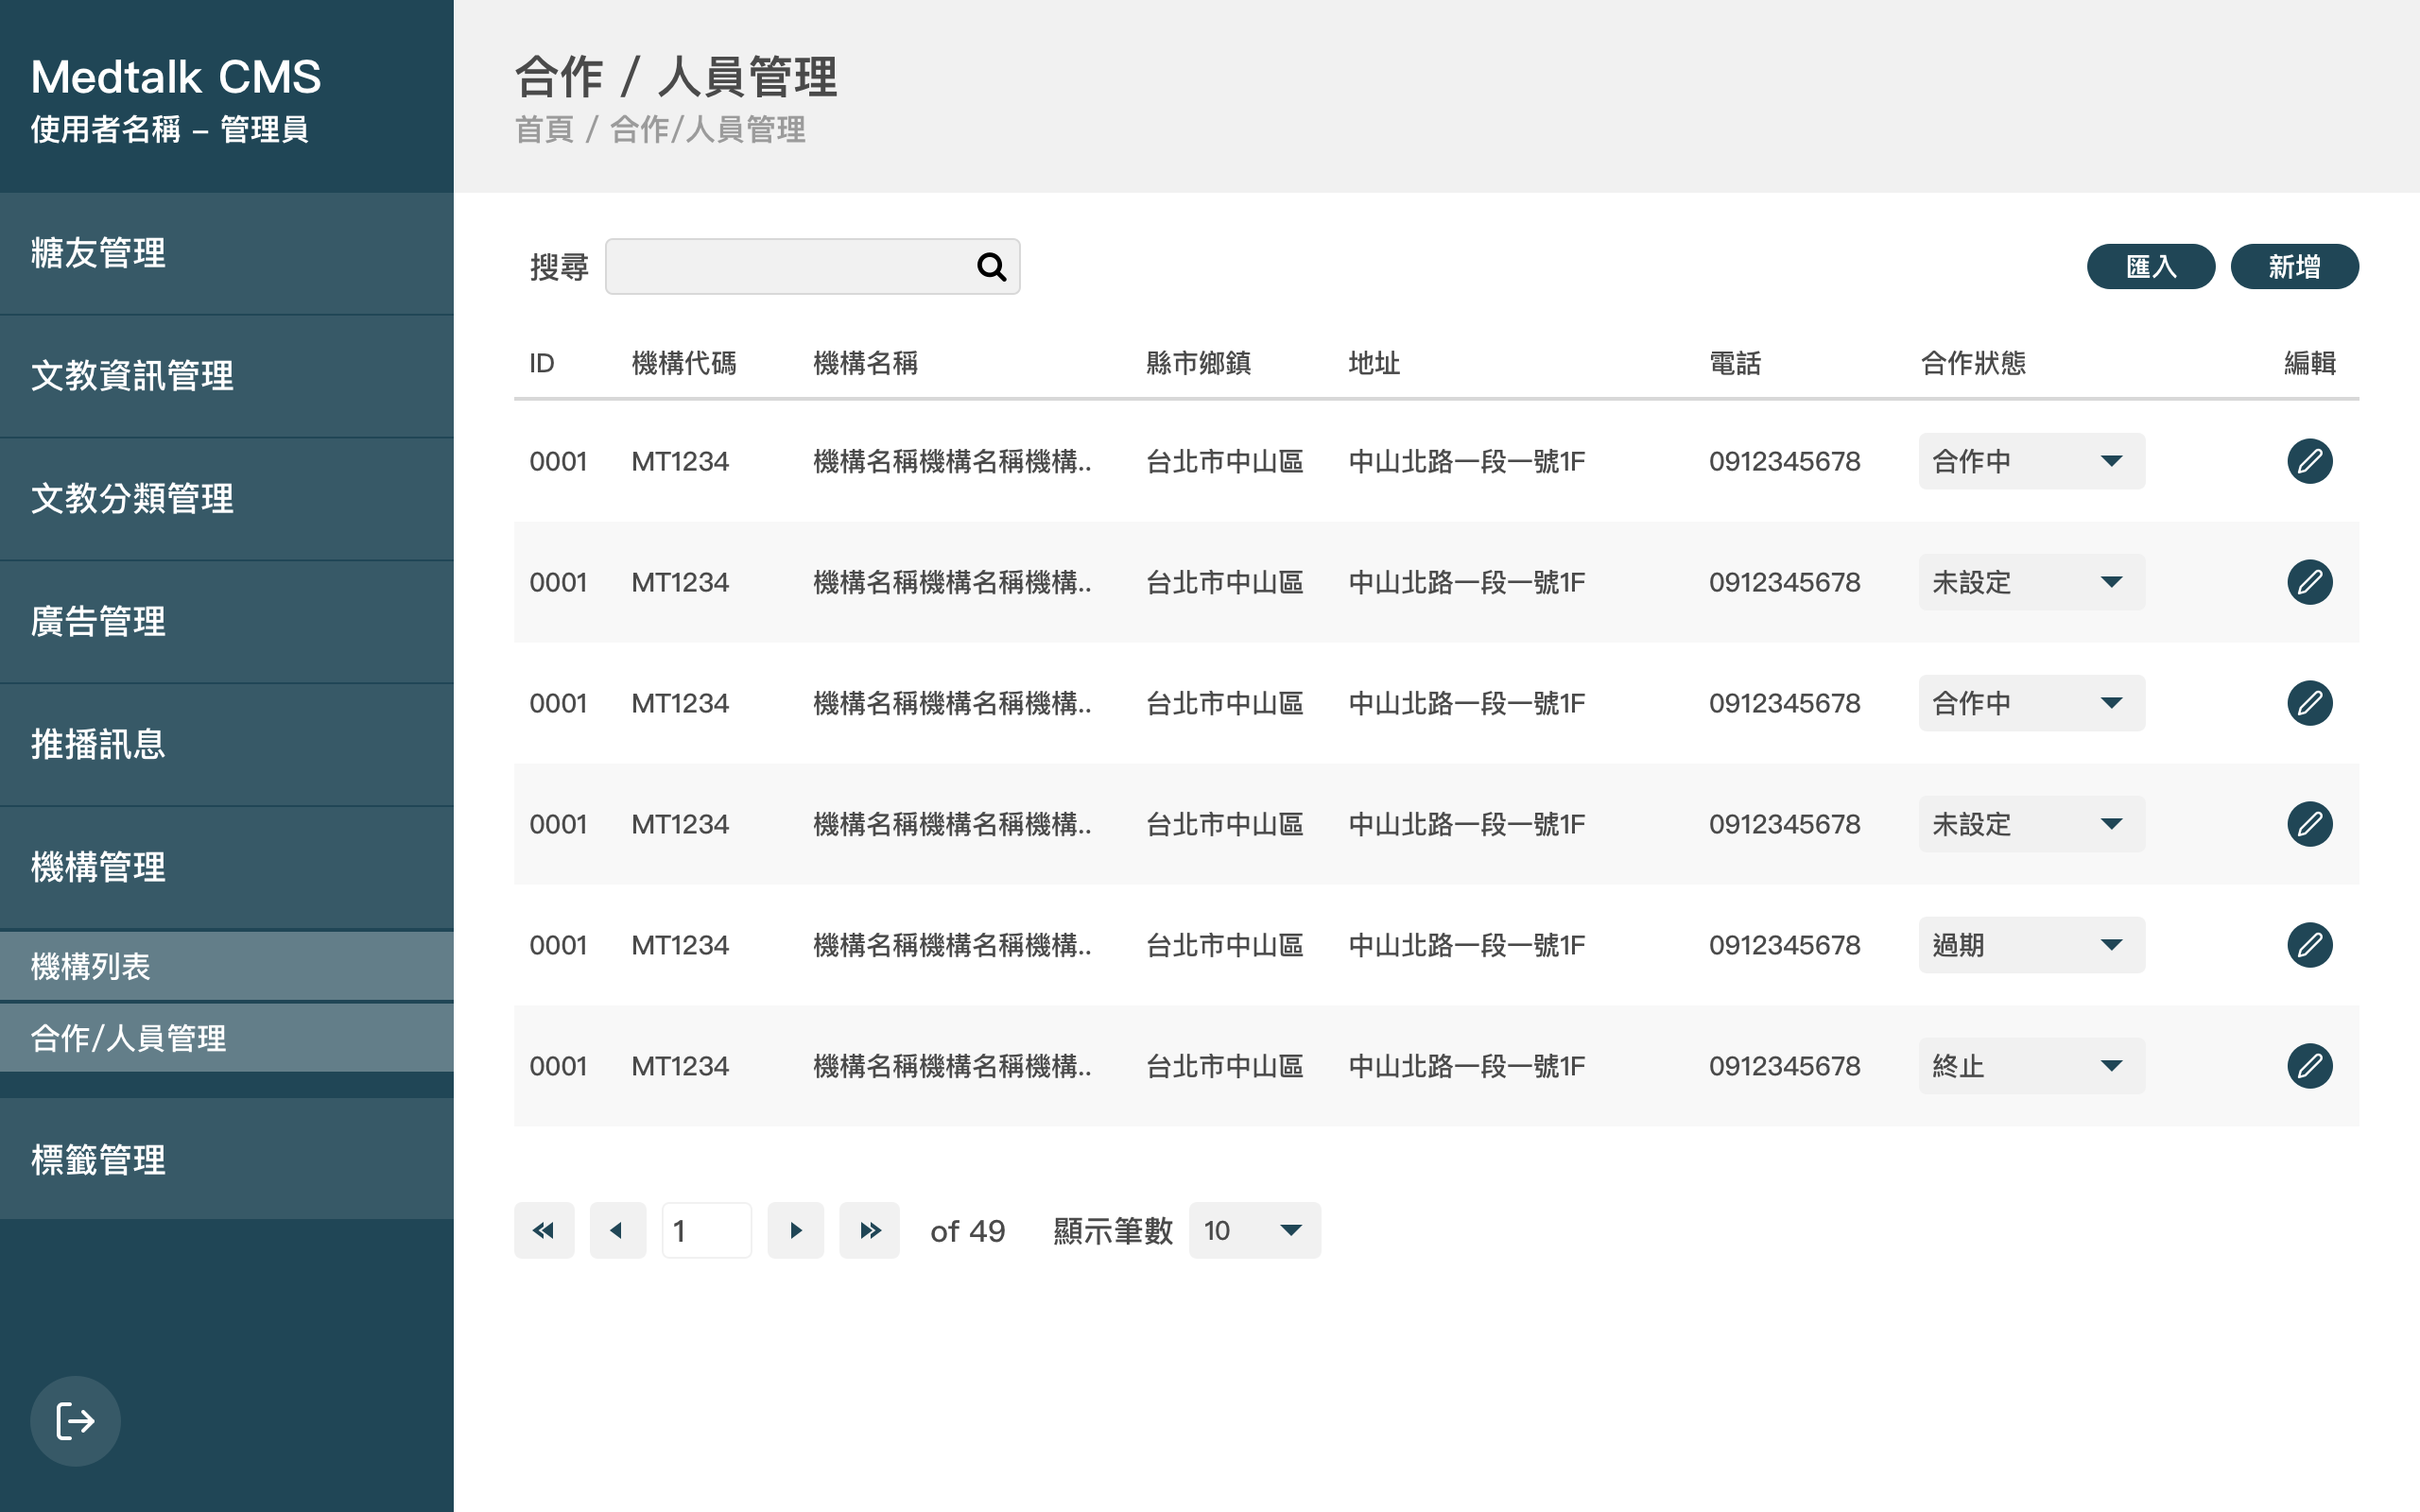 Medtalk CMS
使用者名稱 – 管理員
糖友管理
文教資訊管理
文教分類管理
廣告管理
推播訊息
機構管理
機構列表
合作/人員管理
標籤管理
合作 / 人員管理
首頁 / 合作/人員管理
搜尋
匯入 新增
ID 機構代碼 機構名稱 縣市鄉鎮 地址 電話 合作狀態 編輯
0001 MT1234 機構名稱機構名稱機構.. 台北市中山區 中山北路一段一號1F 0912345678 合作中
0001 MT1234 機構名稱機構名稱機構.. 台北市中山區 中山北路一段一號1F 0912345678 未設定
0001 MT1234 機構名稱機構名稱機構.. 台北市中山區 中山北路一段一號1F 0912345678 合作中
0001 MT1234 機構名稱機構名稱機構.. 台北市中山區 中山北路一段一號1F 0912345678 未設定
0001 MT1234 機構名稱機構名稱機構.. 台北市中山區 中山北路一段一號1F 0912345678 過期
0001 MT1234 機構名稱機構名稱機構.. 台北市中山區 中山北路一段一號1F 0912345678 終止
1 of 49 顯示筆數 10